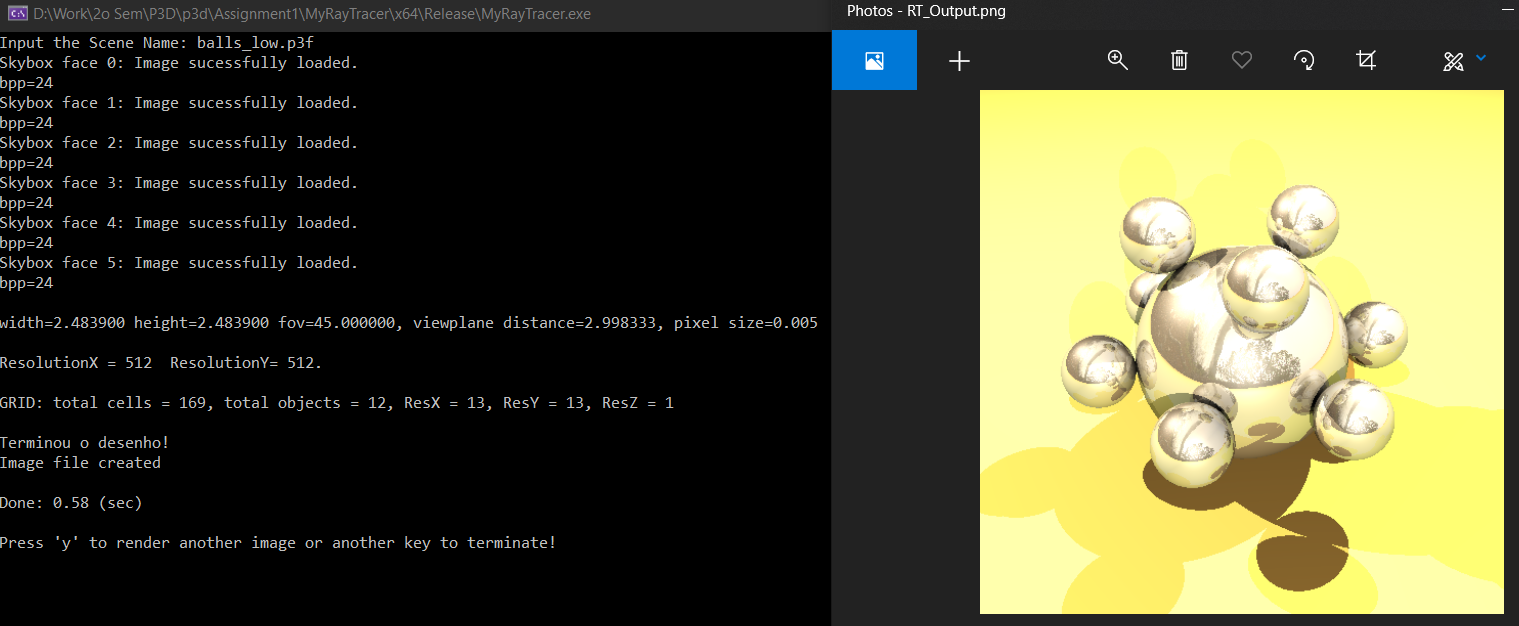 D:\Work\2o Sem\P3D\p3d\Assignment1\MyRayTracer\x64\Release\MyRayTracer.exe
Input the Scene Name: balls_low.p3f
Skybox face 0: Image sucessfully loaded.
bpp=24
Skybox face 1: Image sucessfully loaded.
bpp=24
Skybox face 2: Image sucessfully loaded.
bpp=24
Skybox face 3: Image sucessfully loaded.
bpp=24
Skybox face 4: Image sucessfully loaded.
bpp=24
Skybox face 5: Image sucessfully loaded.
bpp=24
width=2.483900 height=2.483900 fov=45.000000, viewplane distance=2.998333, pixel size=0.005
ResolutionX = 512  ResolutionY= 512.
GRID: total cells = 169, total objects = 12, ResX = 13, ResY = 13, ResZ = 1
Terminou o desenho!
Image file created
Done: 0.58 (sec)
Press 'y' to render another image or another key to terminate!
Photos - RT_Output.png